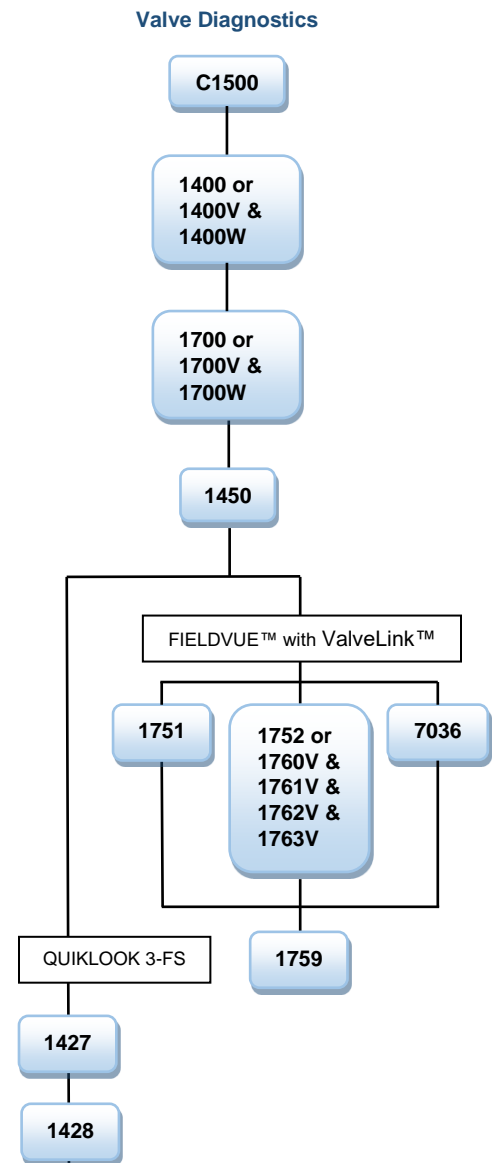 Valve Diagnostics
C1500
1400 or
1400V &
1400W
1700 or
1700V &
1700W
1450
FIELDVUE™ with ValveLink™
1751
1752 or
1760V &
1761V &
1762V &
1763V
7036
1759
QUIKLOOK 3-FS
1427
1428